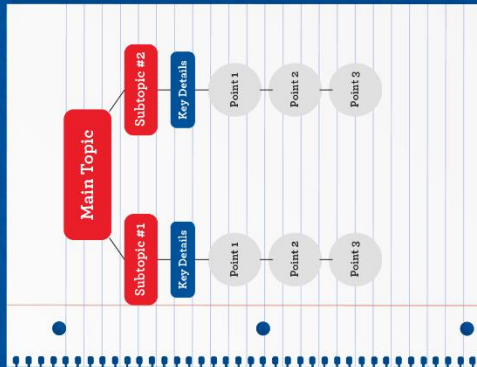 Main Topic
Subtopic #1
Subtopic #2
Key Details
Key Details
Point 1
Point 1
Point 2
Point 2
Point 3
Point 3